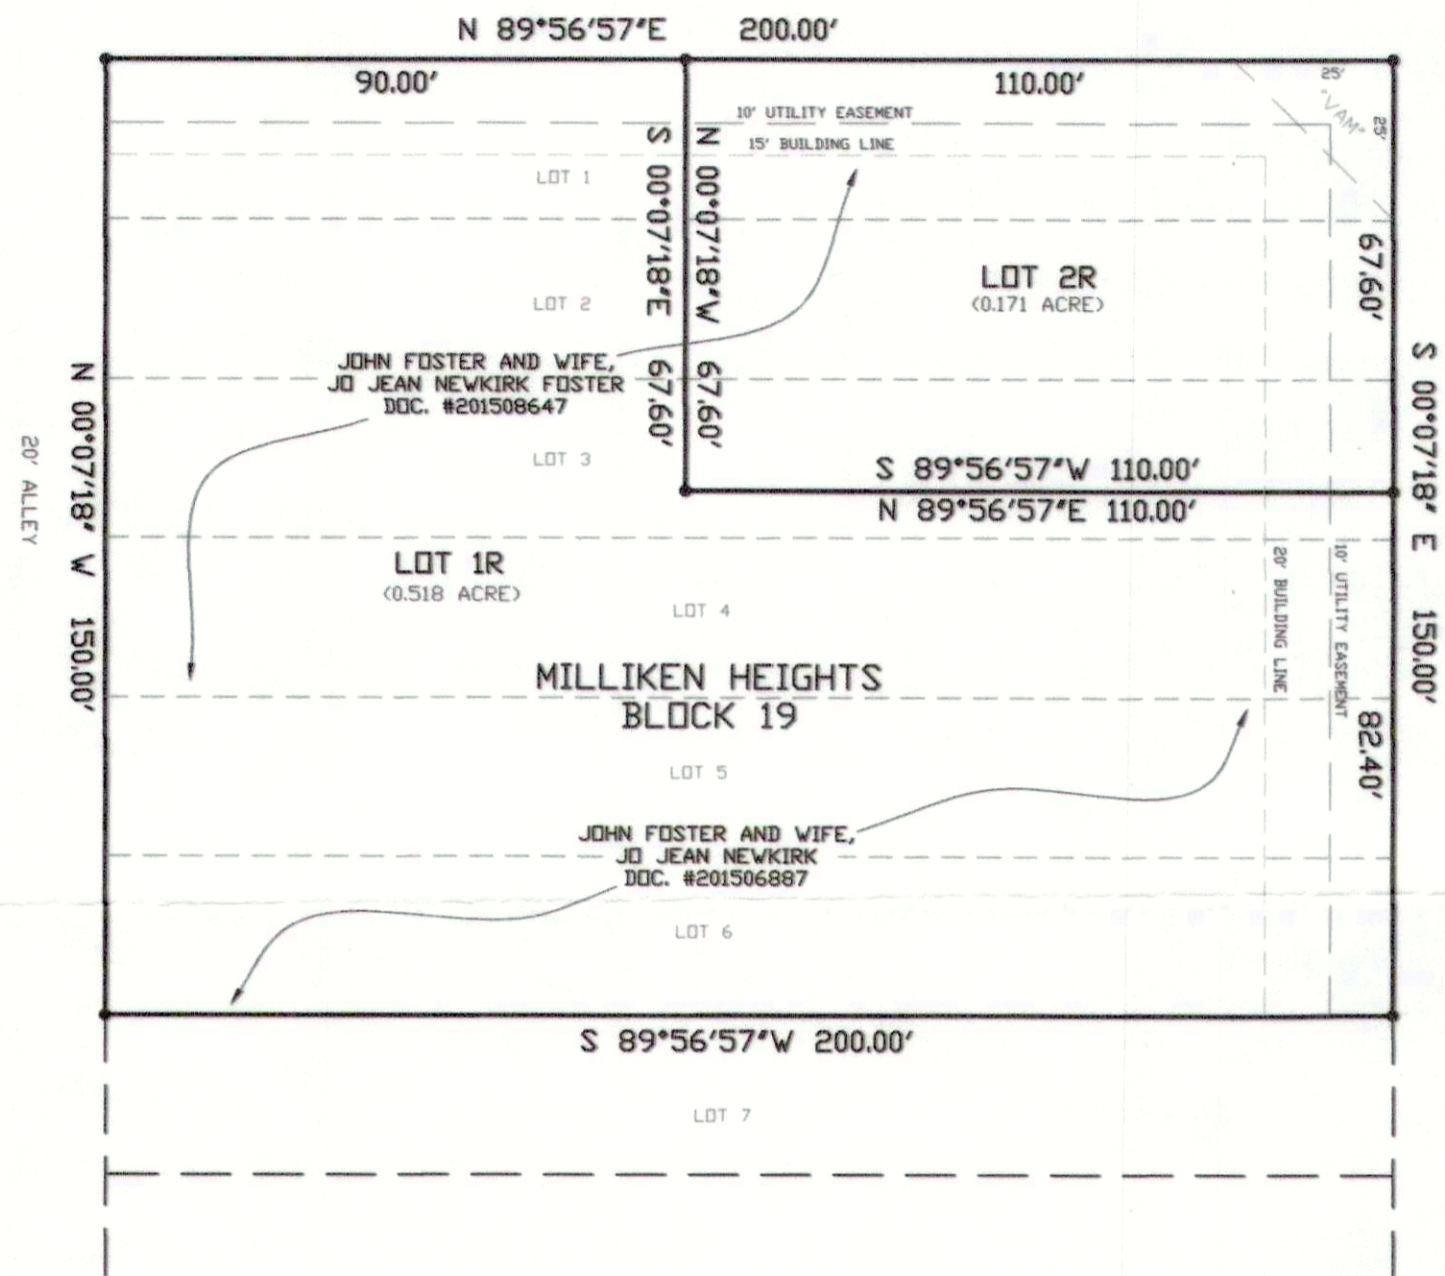 N 89°56'57"E 200.00'
90.00'
110.00'
25'
"VAM"
25'
10' UTILITY EASEMENT
15' BUILDING LINE
LOT 1
S 00°07'18"E 67.60'
N 00°07'18"W 67.60'
LOT 2R
(0.171 ACRE)
67.60'
LOT 2
JOHN FOSTER AND WIFE,
JO JEAN NEWKIRK FOSTER
DOC. #201508647
N 00°07'18" W 150.00'
S 00°07'18" E 150.00'
20' ALLEY
LOT 3
S 89°56'57"W 110.00'
N 89°56'57"E 110.00'
LOT 1R
(0.518 ACRE)
LOT 4
20' BUILDING LINE
10' UTILITY EASEMENT
MILLIKEN HEIGHTS
BLOCK 19
82.40'
LOT 5
JOHN FOSTER AND WIFE,
JO JEAN NEWKIRK
DOC. #201506887
LOT 6
S 89°56'57"W 200.00'
LOT 7